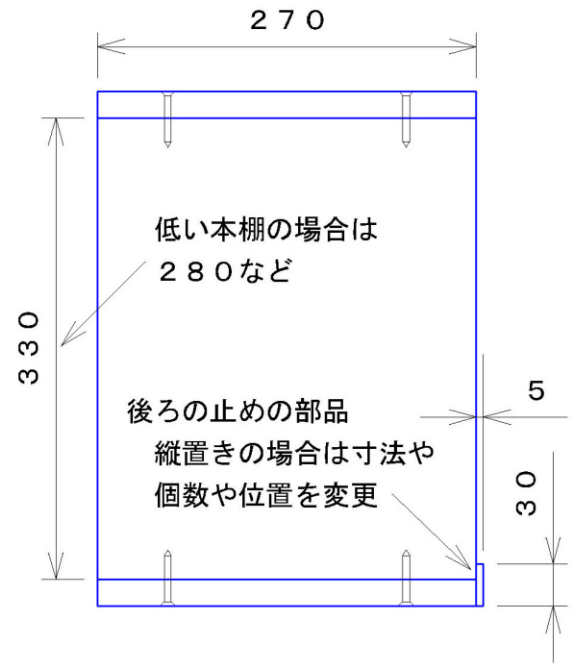 ２７０
低い本棚の場合は
２８０など
３３０
５
後ろの止めの部品
縦置きの場合は寸法や
個数や位置を変更
３０